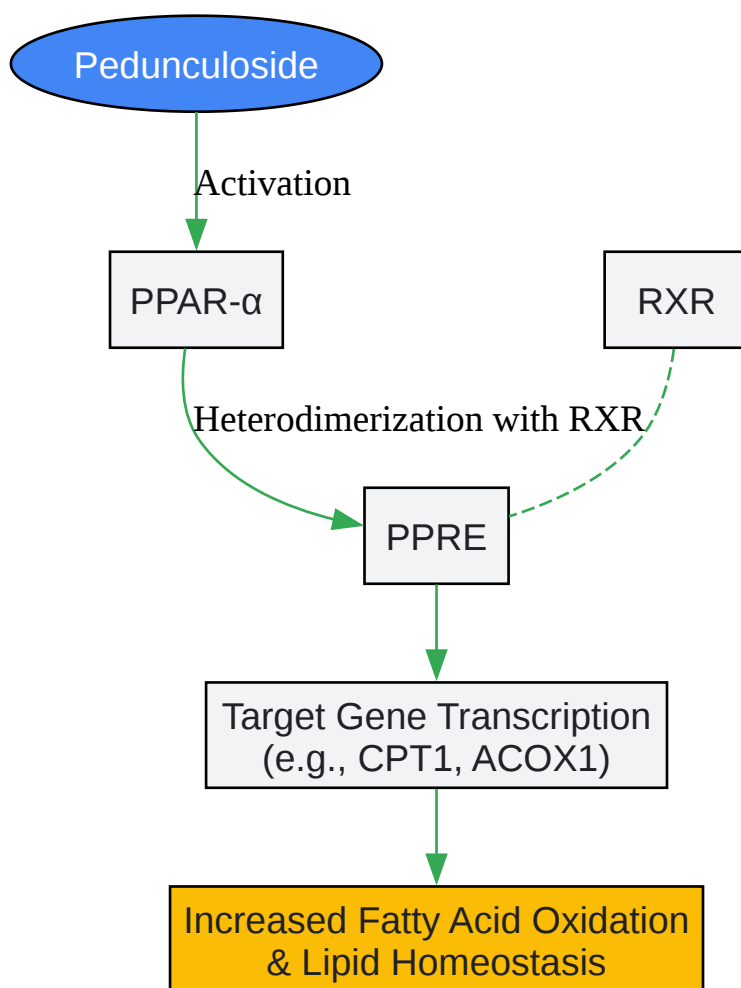 Pedunculoside
Activation
PPAR-α
RXR
Heterodimerization with RXR
PPRE
Target Gene Transcription
(e.g., CPT1, ACOX1)
Increased Fatty Acid Oxidation
& Lipid Homeostasis